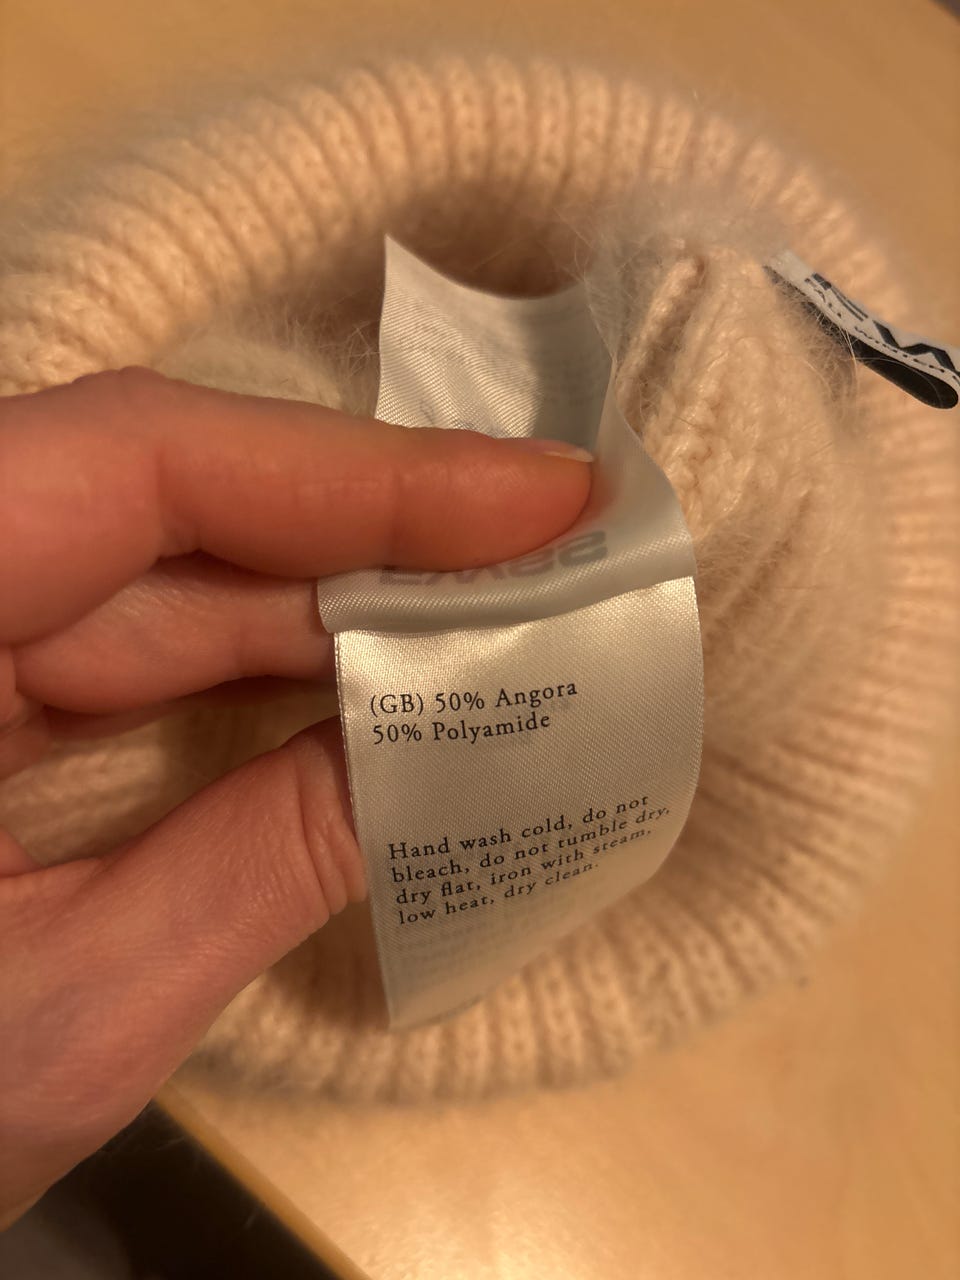 (GB) 50% Angora
50% Polyamide
Hand wash cold, do not
bleach, do not tumble dry,
dry flat, iron with steam,
low heat, dry clean.